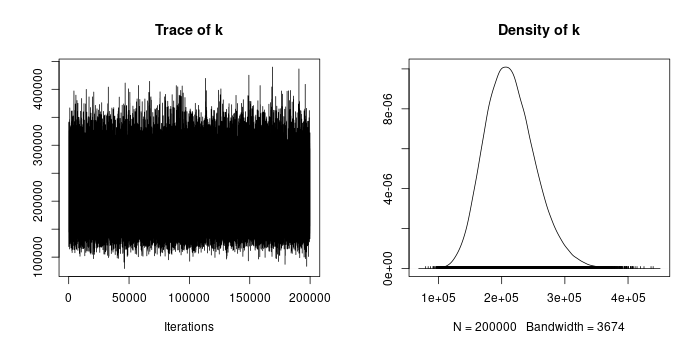 Trace of k
400000
300000
200000
100000
0 50000 100000 150000 200000
Iterations
Density of k
8e-06
4e-06
0e+00
1e+05 2e+05 3e+05 4e+05
N = 200000 Bandwidth = 3674